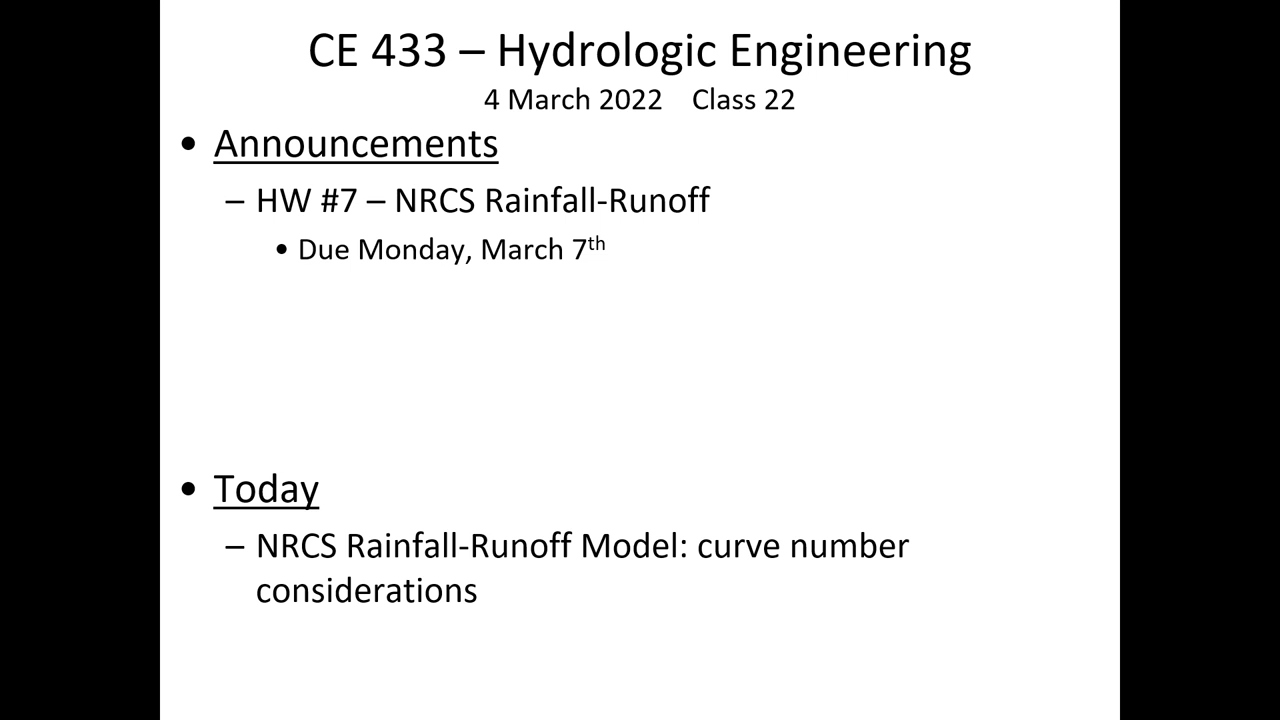 CE 433 – Hydrologic Engineering
4 March 2022 Class 22
• Announcements
– HW #7 – NRCS Rainfall-Runoff
• Due Monday, March 7th
• Today
– NRCS Rainfall-Runoff Model: curve number
considerations